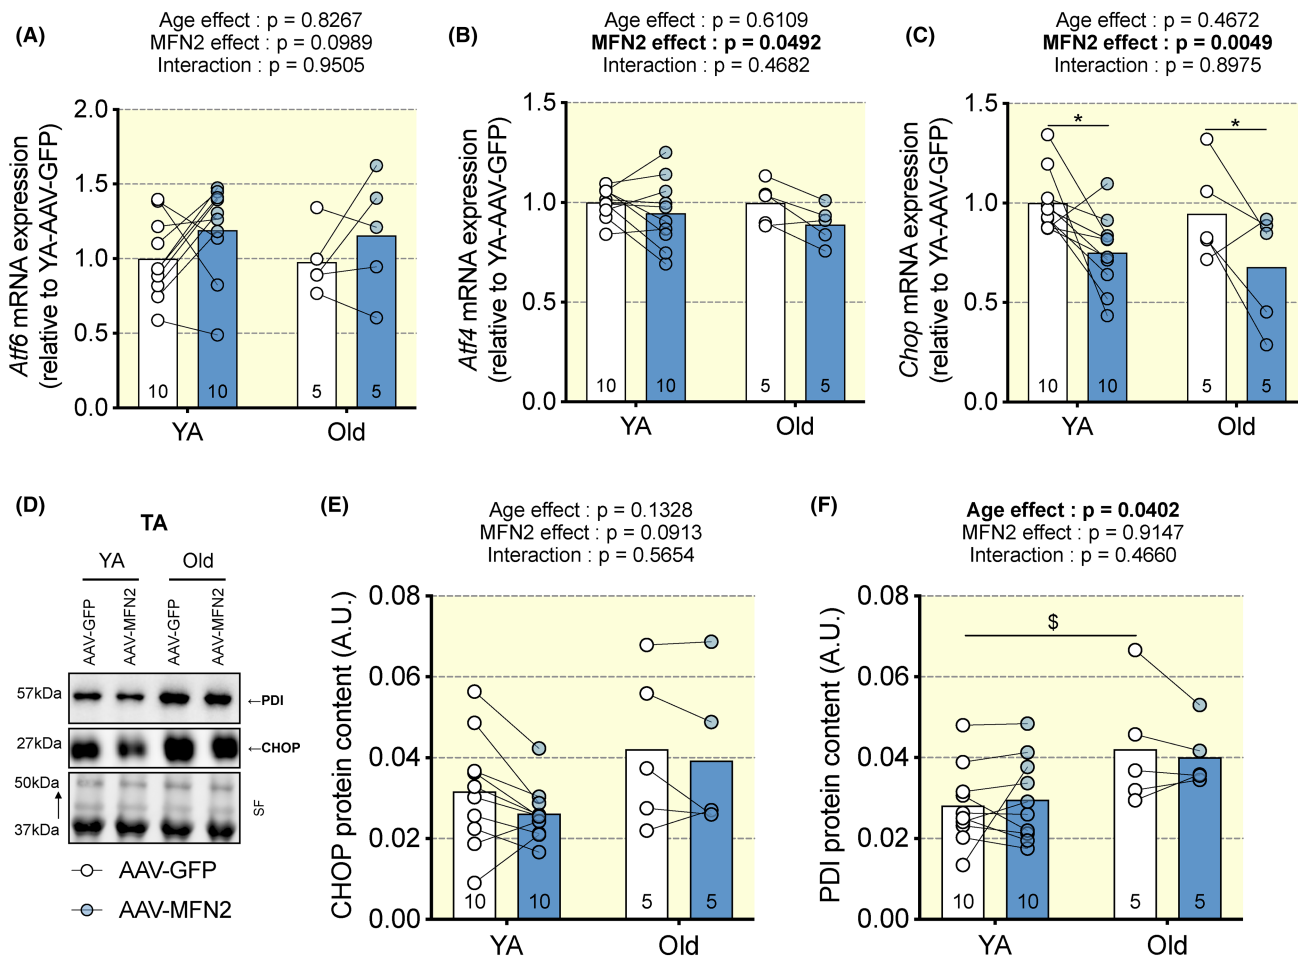 (A)
Age effect : p = 0.8267
MFN2 effect : p = 0.0989
Interaction : p = 0.9505
Atf6 mRNA expression
(relative to YA-AAV-GFP)
2.0
1.5
1.0
0.5
0.0
10
10
5
5
YA
Old
(B)
Age effect : p = 0.6109
MFN2 effect : p = 0.0492
Interaction : p = 0.4682
Atf4 mRNA expression
(relative to YA-AAV-GFP)
1.5
1.0
0.5
0.0
10
10
5
5
YA
Old
(C)
Age effect : p = 0.4672
MFN2 effect : p = 0.0049
Interaction : p = 0.8975
Chop mRNA expression
(relative to YA-AAV-GFP)
1.5
1.0
0.5
0.0
*
*
10
10
5
5
YA
Old
(D)
TA
YA
Old
AAV-GFP
AAV-MFN2
AAV-GFP
AAV-MFN2
57kDa
←PDI
27kDa
←CHOP
50kDa
37kDa
SF
AAV-GFP
AAV-MFN2
(E)
Age effect : p = 0.1328
MFN2 effect : p = 0.0913
Interaction : p = 0.5654
CHOP protein content (A.U.)
0.08
0.06
0.04
0.02
0.00
10
10
5
5
YA
Old
(F)
Age effect : p = 0.0402
MFN2 effect : p = 0.9147
Interaction : p = 0.4660
PDI protein content (A.U.)
0.08
0.06
0.04
0.02
0.00
$
10
10
5
5
YA
Old